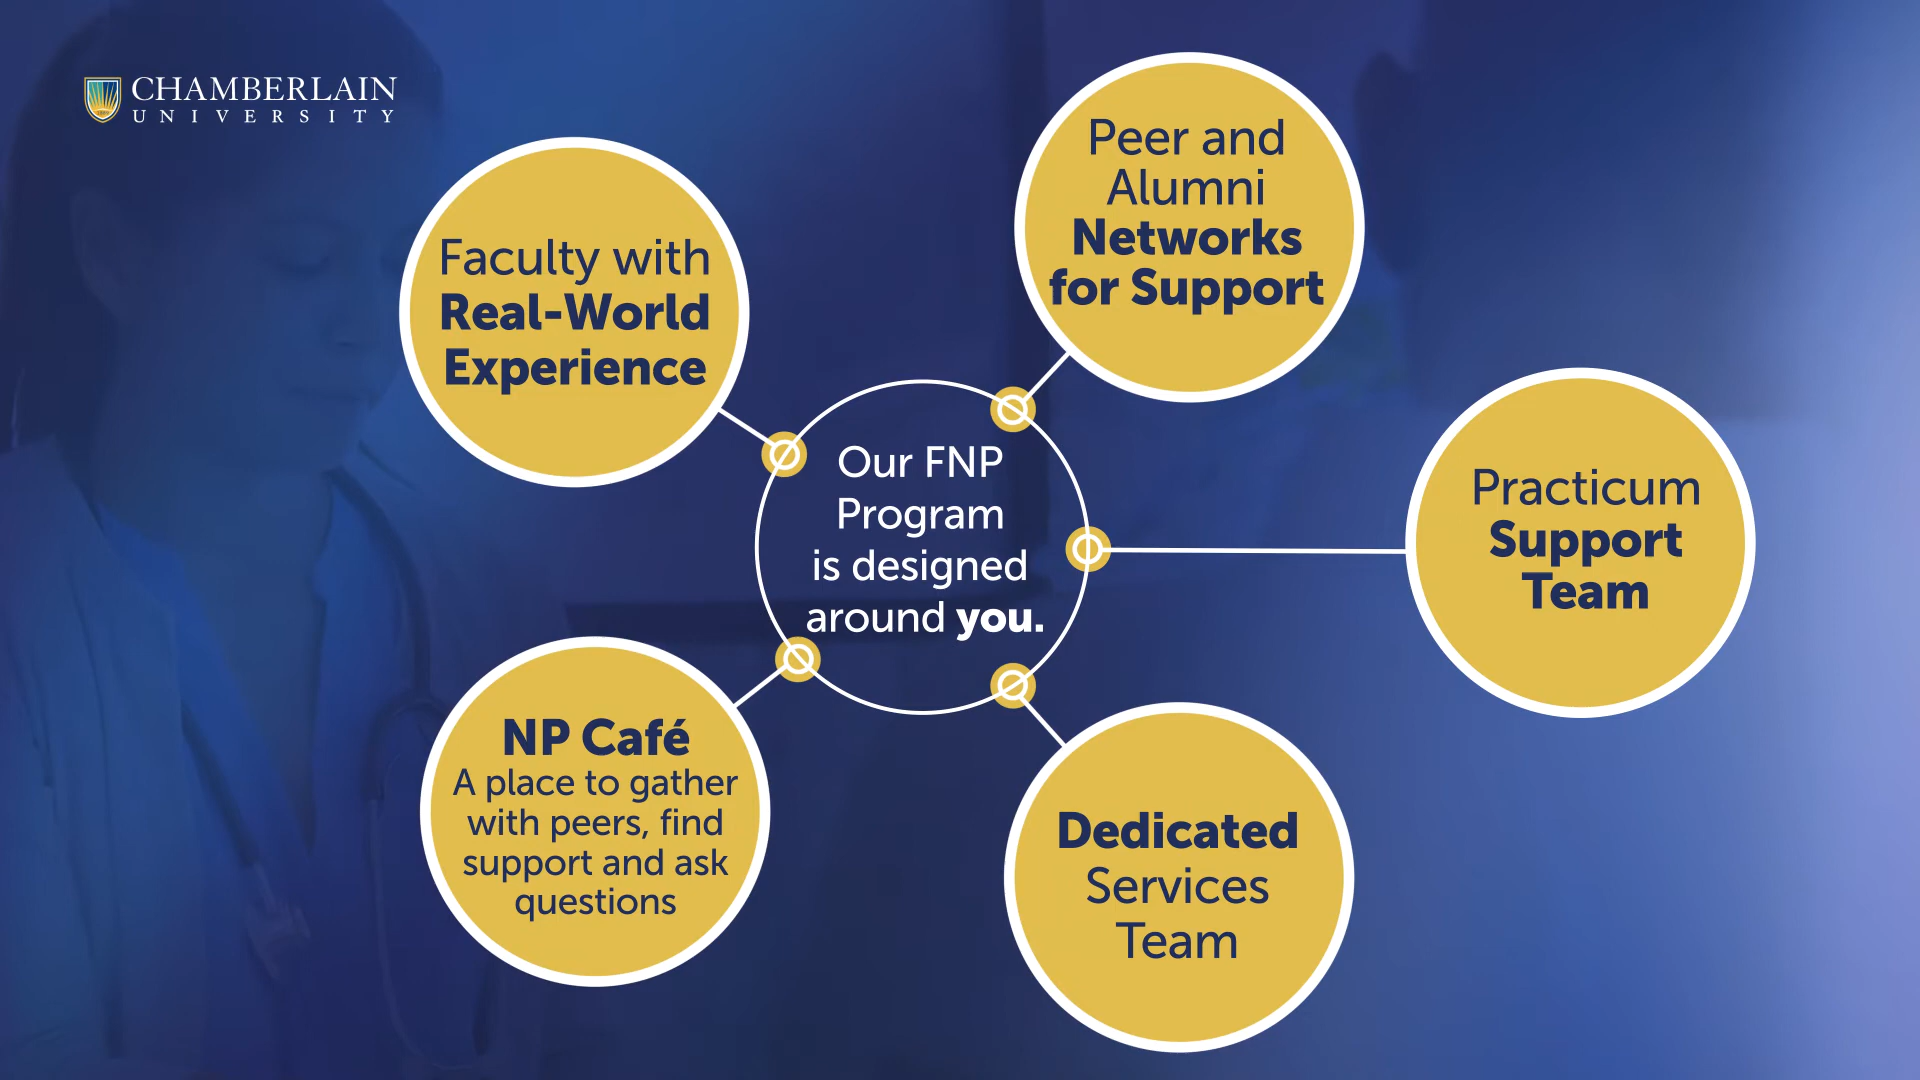 CHAMBERLAIN
UNIVERSITY
Faculty with
Real-World
Experience
Peer and
Alumni
Networks
for Support
Our FNP
Program
is designed
around you.
Practicum
Support
Team
NP Café
A place to gather
with peers, find
support and ask
questions
Dedicated
Services
Team